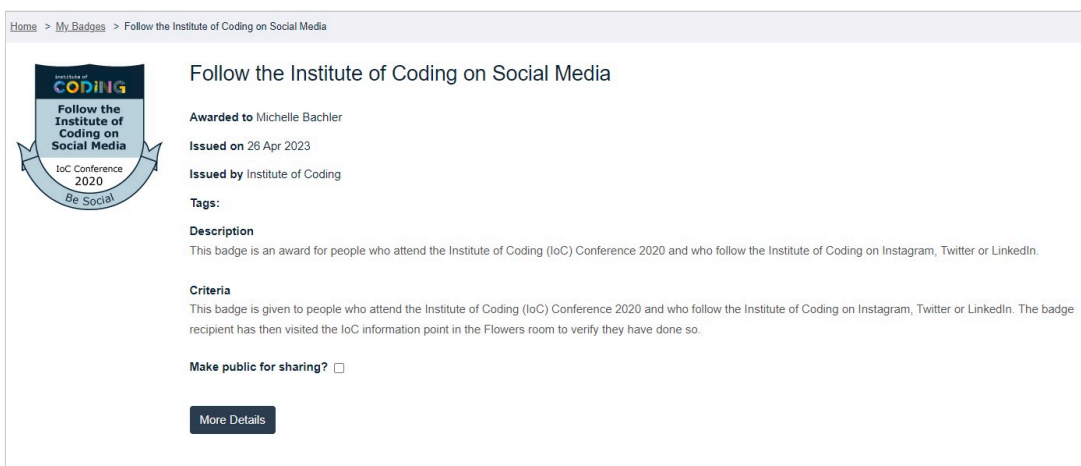 Home > My Badges > Follow the Institute of Coding on Social Media
institute of
CODING
Follow the
Institute of
Coding on
Social Media
IoC Conference
2020
Be Social
Follow the Institute of Coding on Social Media
Awarded to Michelle Bachler
Issued on 26 Apr 2023
Issued by Institute of Coding
Tags:
Description
This badge is an award for people who attend the Institute of Coding (IoC) Conference 2020 and who follow the Institute of Coding on Instagram, Twitter or LinkedIn.
Criteria
This badge is given to people who attend the Institute of Coding (IoC) Conference 2020 and who follow the Institute of Coding on Instagram, Twitter or LinkedIn. The badge
recipient has then visited the IoC information point in the Flowers room to verify they have done so.
Make public for sharing?
More Details